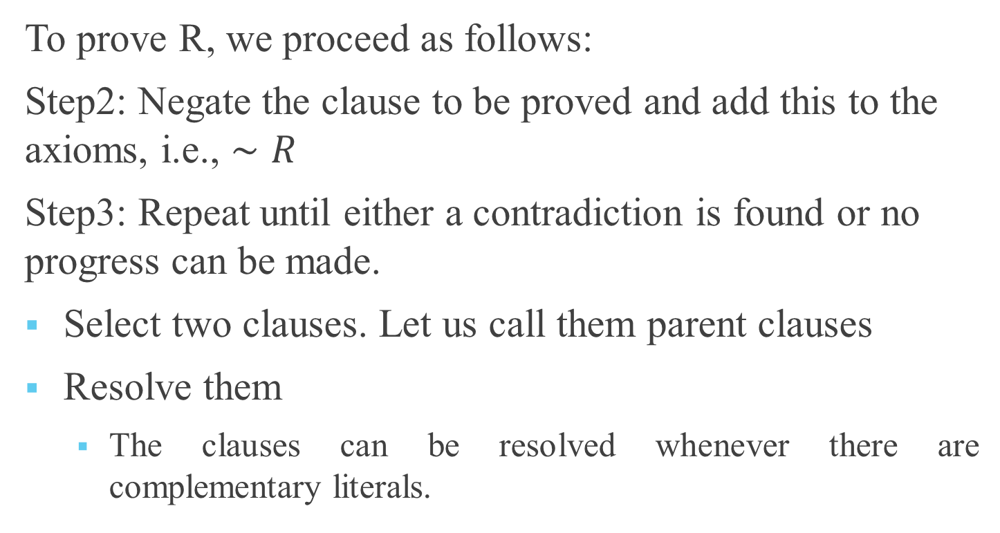 To prove R, we proceed as follows:
Step2: Negate the clause to be proved and add this to the
axioms, i.e., ~ R
Step3: Repeat until either a contradiction is found or no
progress can be made.
▪ Select two clauses. Let us call them parent clauses
▪ Resolve them
▪ The clauses can be resolved whenever there are
complementary literals.